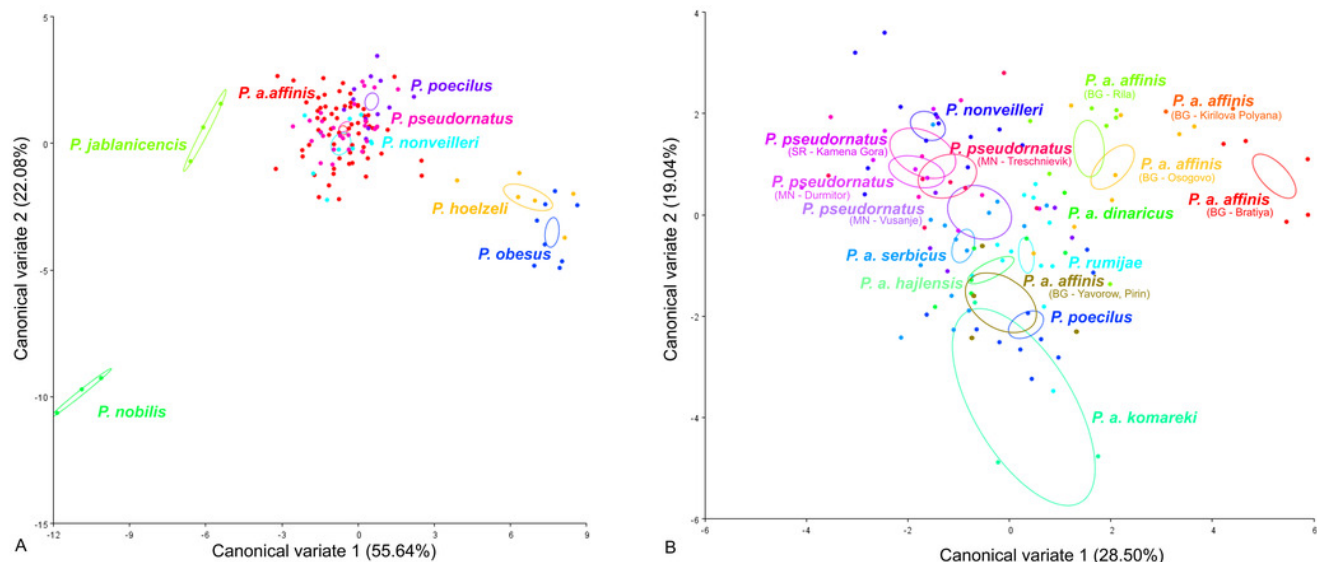 A
Canonical variate 2 (22.08%)
5
0
-5
-10
-15
P. a.affinis
P. poecilus
P. pseudornatus
P. nonveilleri
P. jablanicencis
P. hoelzeli
P. obesus
P. nobilis
-12
-9
-6
-3
0
3
6
9
Canonical variate 1 (55.64%)
B
Canonical variate 2 (19.04%)
4
2
0
-2
-4
-6
P. nonveilleri
P. a. affinis
(BG - Rila)
P. a. affinis
(BG - Kirilova Polyana)
P. pseudornatus
(SR - Kamena Gora)
P. pseudornatus
(MN - Treschnievik)
P. a. affinis
(BG - Osogovo)
P. pseudornatus
(MN - Durmitor)
P. a. affinis
(BG - Bratiya)
P. pseudornatus
(MN - Vusanje)
P. a. dinaricus
P. a. serbicus
P. rumijae
P. a. hajlensis
P. a. affinis
(BG - Yavorow, Pirin)
P. poecilus
P. a. komareki
-6
-4
-2
0
2
4
6
Canonical variate 1 (28.50%)